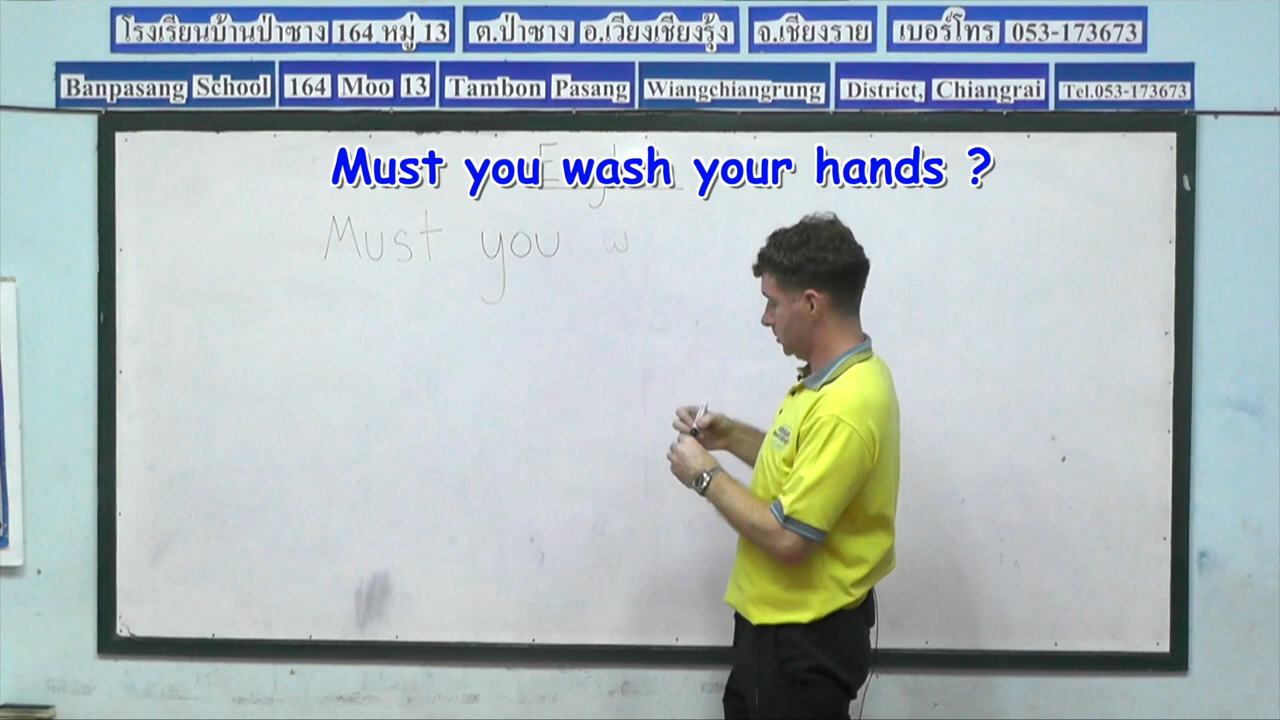 โรงเรียนบ้านป่าซาง 164 หมู่ 13 ต.ป่าซาง อ.เวียงเชียงรุ้ง จ.เชียงราย เบอร์โทร 053-173673
Banpasang School 164 Moo 13 Tambon Pasang Wiangchiangrung District, Chiangrai Tel.053-173673
Must you wash your hands ?
Must you w